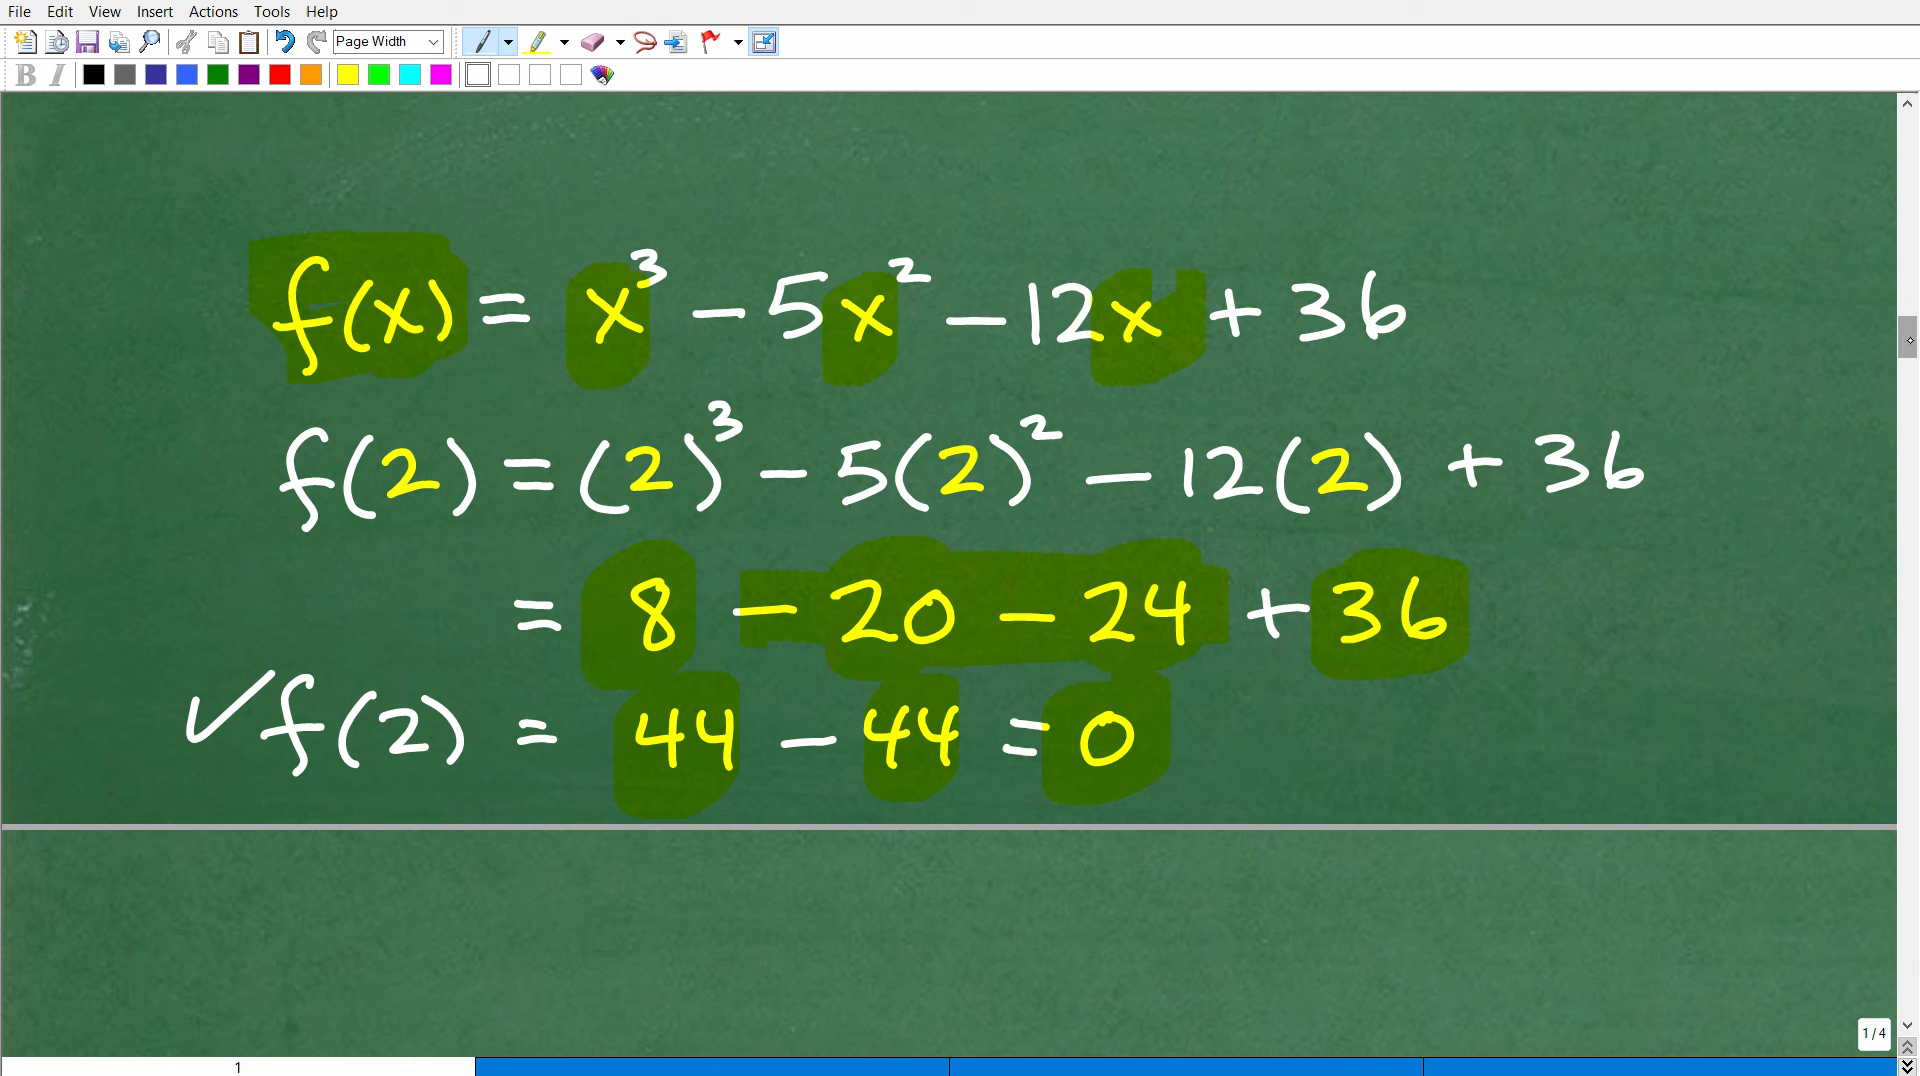 File Edit View Insert Actions Tools Help
Page Width
B I
f(x) = x³ - 5x² - 12x + 36
f(2) = (2)³ - 5(2)² - 12(2) + 36
= 8 - 20 - 24 + 36
✓ f(2) = 44 - 44 = 0
1 / 4
1